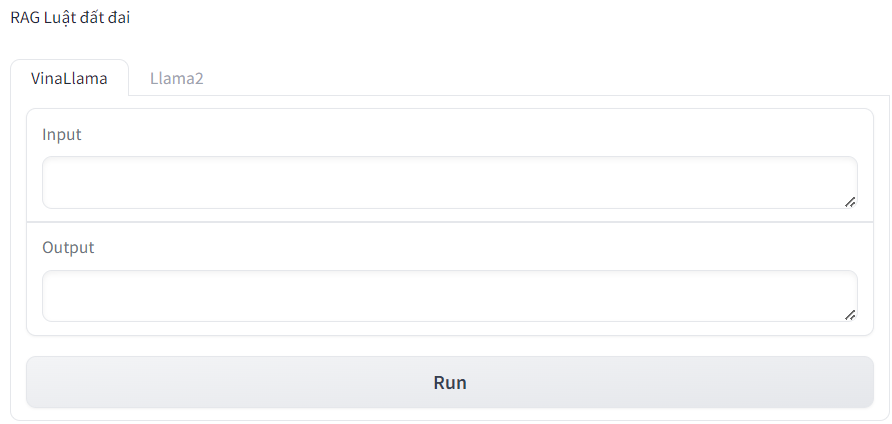 RAG Luật đất đai
VinaLlama Llama2
Input
Output
Run